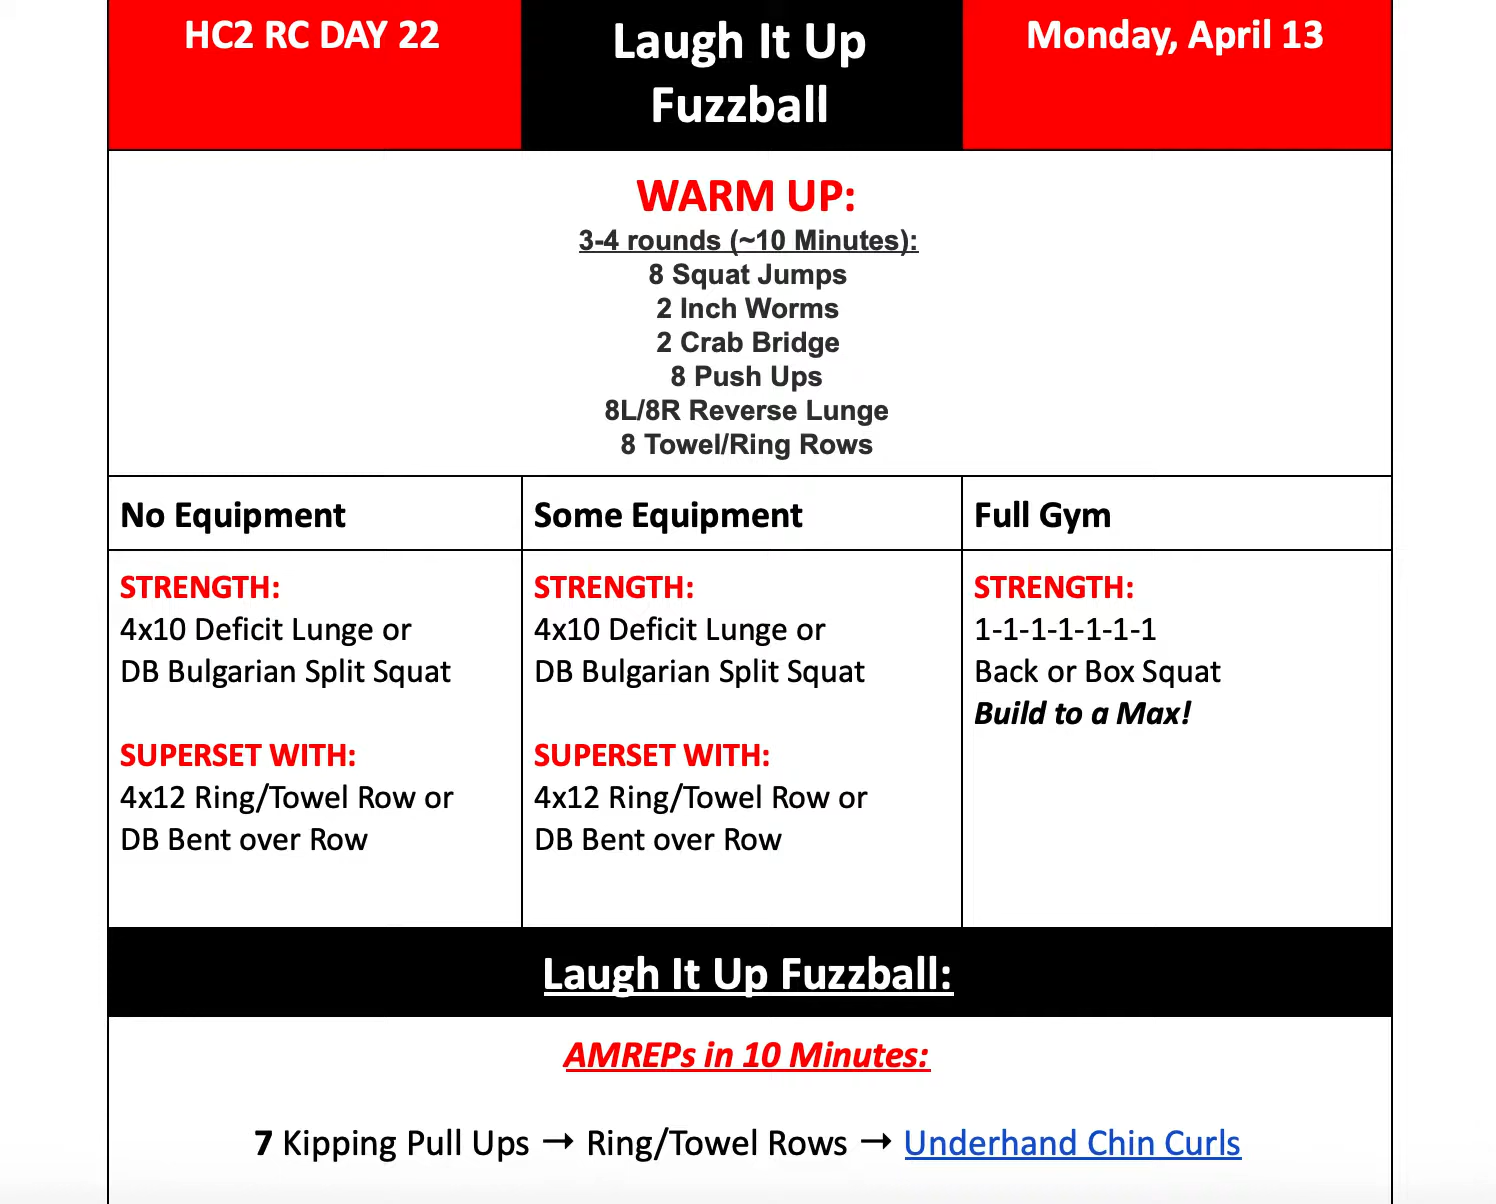 HC2 RC DAY 22
Laugh It Up
Fuzzball
Monday, April 13
WARM UP:
3-4 rounds (~10 Minutes):
8 Squat Jumps
2 Inch Worms
2 Crab Bridge
8 Push Ups
8L/8R Reverse Lunge
8 Towel/Ring Rows
No Equipment
STRENGTH:
4x10 Deficit Lunge or
DB Bulgarian Split Squat
SUPERSET WITH:
4x12 Ring/Towel Row or
DB Bent over Row
Some Equipment
STRENGTH:
4x10 Deficit Lunge or
DB Bulgarian Split Squat
SUPERSET WITH:
4x12 Ring/Towel Row or
DB Bent over Row
Full Gym
STRENGTH:
1-1-1-1-1-1-1
Back or Box Squat
Build to a Max!
Laugh It Up Fuzzball:
AMREPs in 10 Minutes:
7 Kipping Pull Ups → Ring/Towel Rows → Underhand Chin Curls